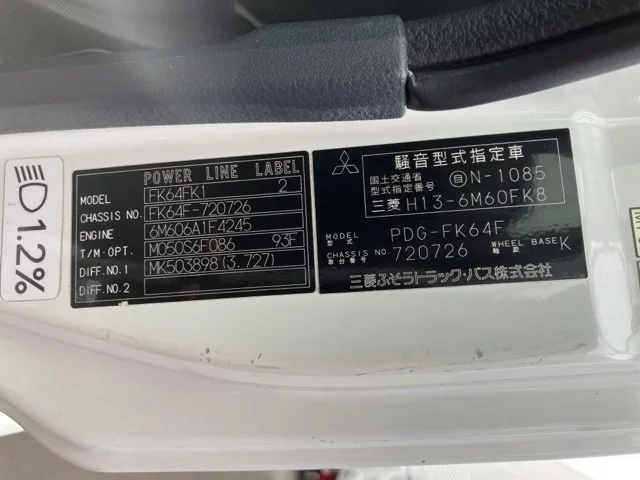 1.2%
POWER LINE LABEL
MODEL FK64FK1 2
CHASSIS NO. FK64F-720726
ENGINE 6M606A1F4245
T/M・OPT. M050S6F086 93F
DIFF.NO.1 MK503898(3.727)
DIFF.NO.2
騒音型式指定車
国土交通省
型式指定番号 自N-1085
三菱 H13-6M60FK8
MODEL 型式 PDG-FK64F
CHASSIS NO. 車台番号 720726 WHEEL BASE 軸距 K
三菱ふそうトラック・バス株式会社